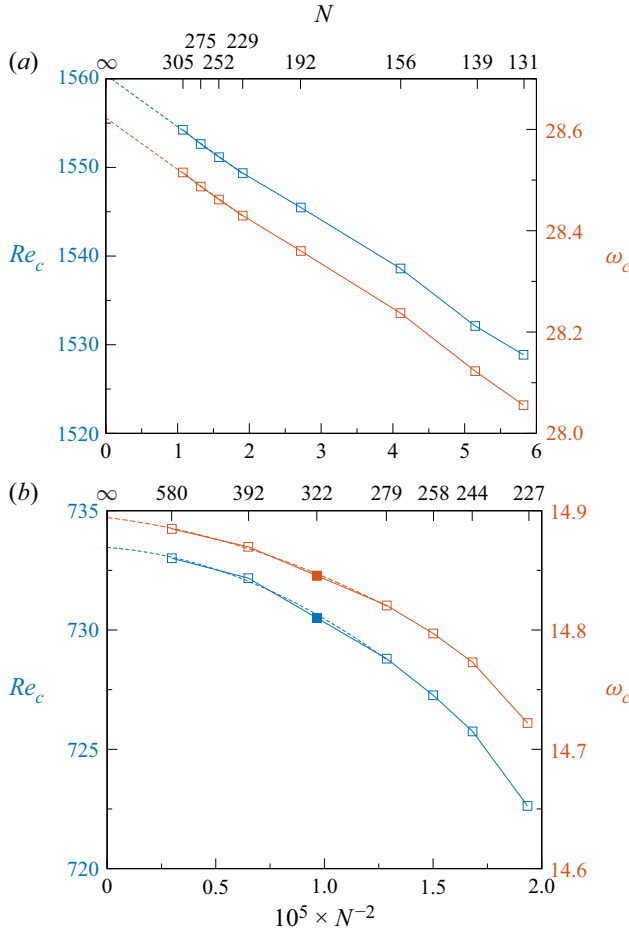 N
(a)
275 229
∞ 305 252 192 156 139 131
1560
1550
1540
1530
1520
Re_c
28.6
28.4
28.2
28.0
ω_c
0 1 2 3 4 5 6
(b)
∞ 580 392 322 279 258 244 227
735
730
725
720
Re_c
14.9
14.8
14.7
14.6
ω_c
0 0.5 1.0 1.5 2.0
10^5 × N^−2